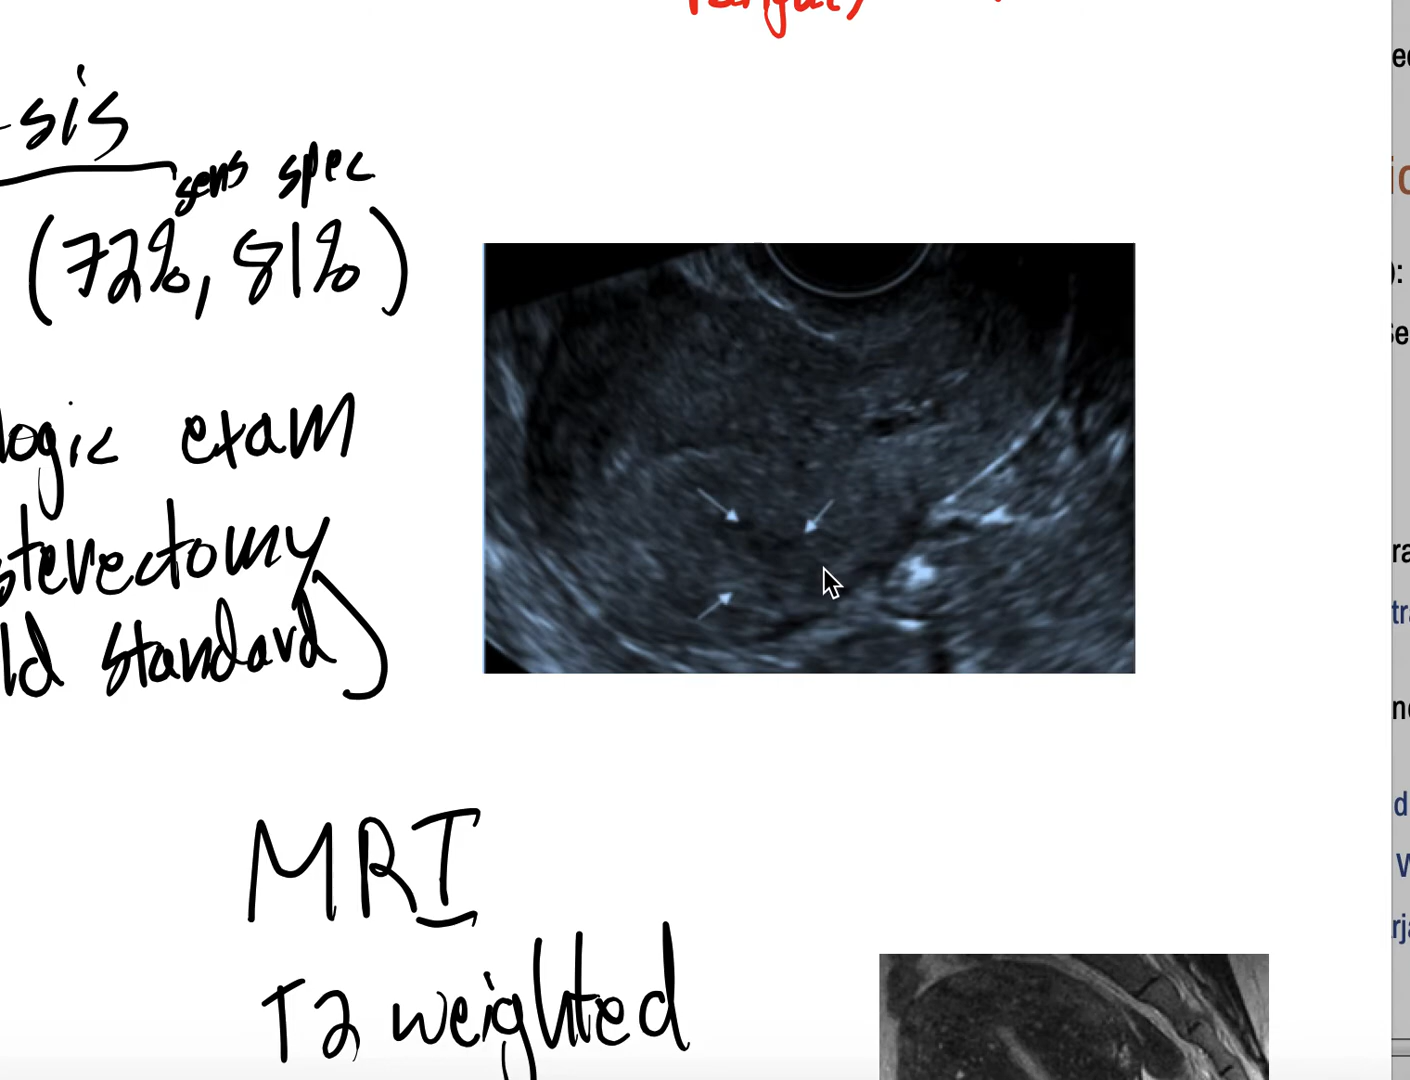 -sis
sens spec
(72%, 81%)
logic exam
sterectomy
ld standard)
MRI
T2 weighted